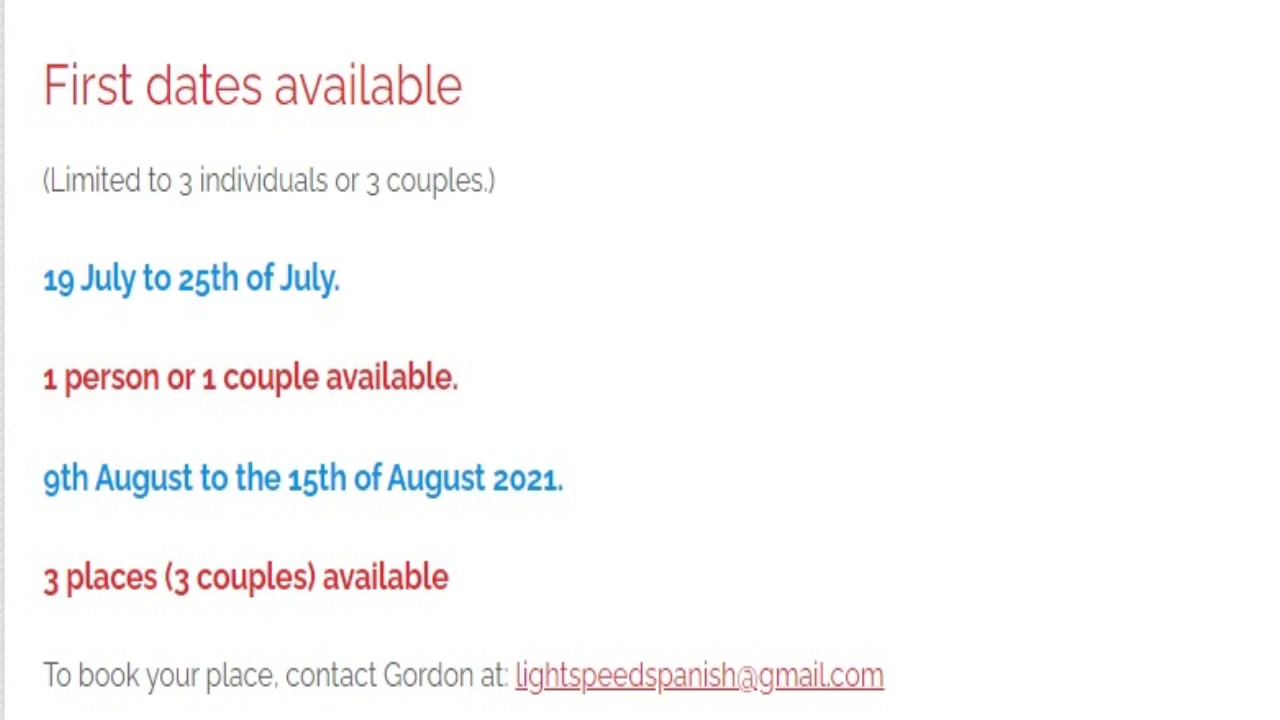 First dates available
(Limited to 3 individuals or 3 couples.)
19 July to 25th of July.
1 person or 1 couple available.
9th August to the 15th of August 2021.
3 places (3 couples) available
To book your place, contact Gordon at: lightspeedspanish@gmail.com